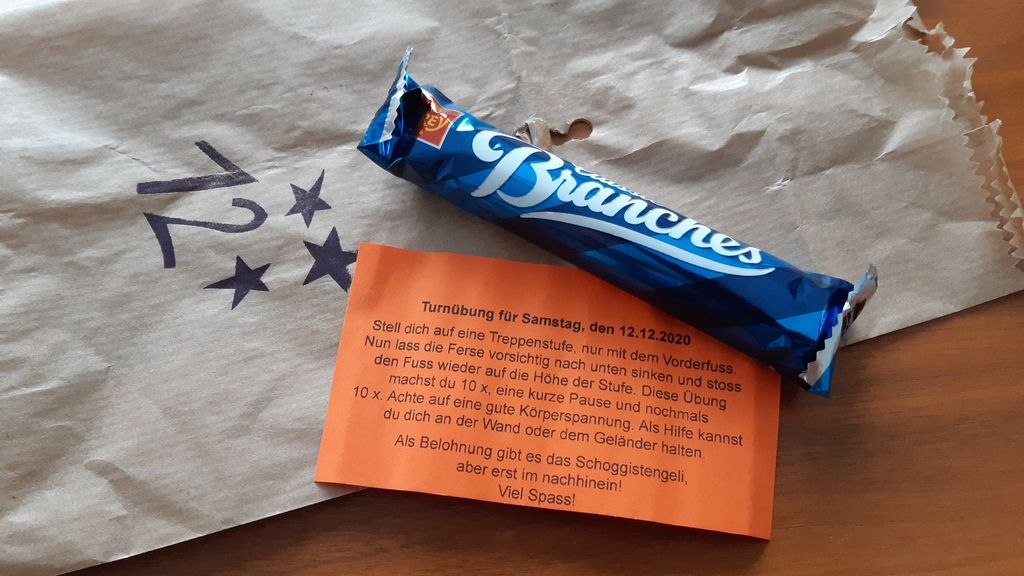 12
REY
Branches
Turnübung für Samstag, den 12.12.2020
Stell dich auf eine Treppenstufe, nur mit dem Vorderfuss.
Nun lass die Ferse vorsichtig nach unten sinken und stoss
den Fuss wieder auf die Höhe der Stufe. Diese Übung
machst du 10 x, eine kurze Pause und nochmals
10 x. Achte auf eine gute Körperspannung. Als Hilfe kannst
du dich an der Wand oder dem Geländer halten.
Als Belohnung gibt es das Schoggistengeli,
aber erst im nachhinein!
Viel Spass!